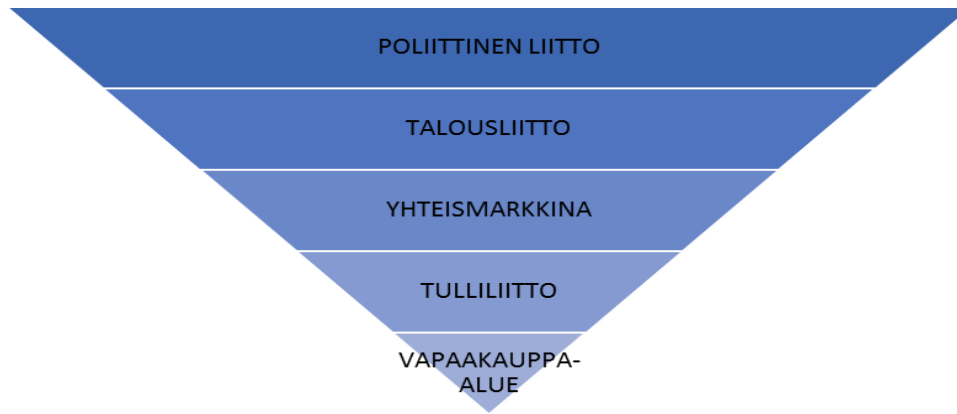 POLIITTINEN LIITTO
TALOUSLIITTO
YHTEISMARKKINA
TULLILIITTO
VAPAAKAUPPA-
ALUE